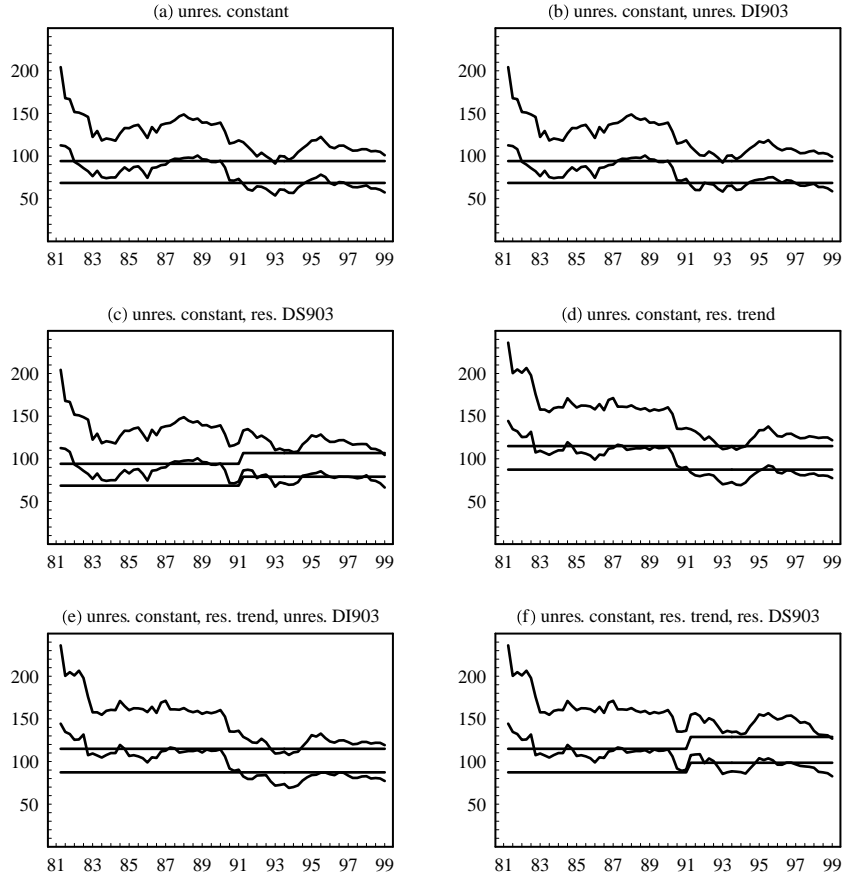 (a) unres. constant
200
150
100
50
81 83 85 87 89 91 93 95 97 99
(b) unres. constant, unres. DI903
200
150
100
50
81 83 85 87 89 91 93 95 97 99
(c) unres. constant, res. DS903
200
150
100
50
81 83 85 87 89 91 93 95 97 99
(d) unres. constant, res. trend
200
150
100
50
81 83 85 87 89 91 93 95 97 99
(e) unres. constant, res. trend, unres. DI903
200
150
100
50
81 83 85 87 89 91 93 95 97 99
(f) unres. constant, res. trend, res. DS903
200
150
100
50
81 83 85 87 89 91 93 95 97 99